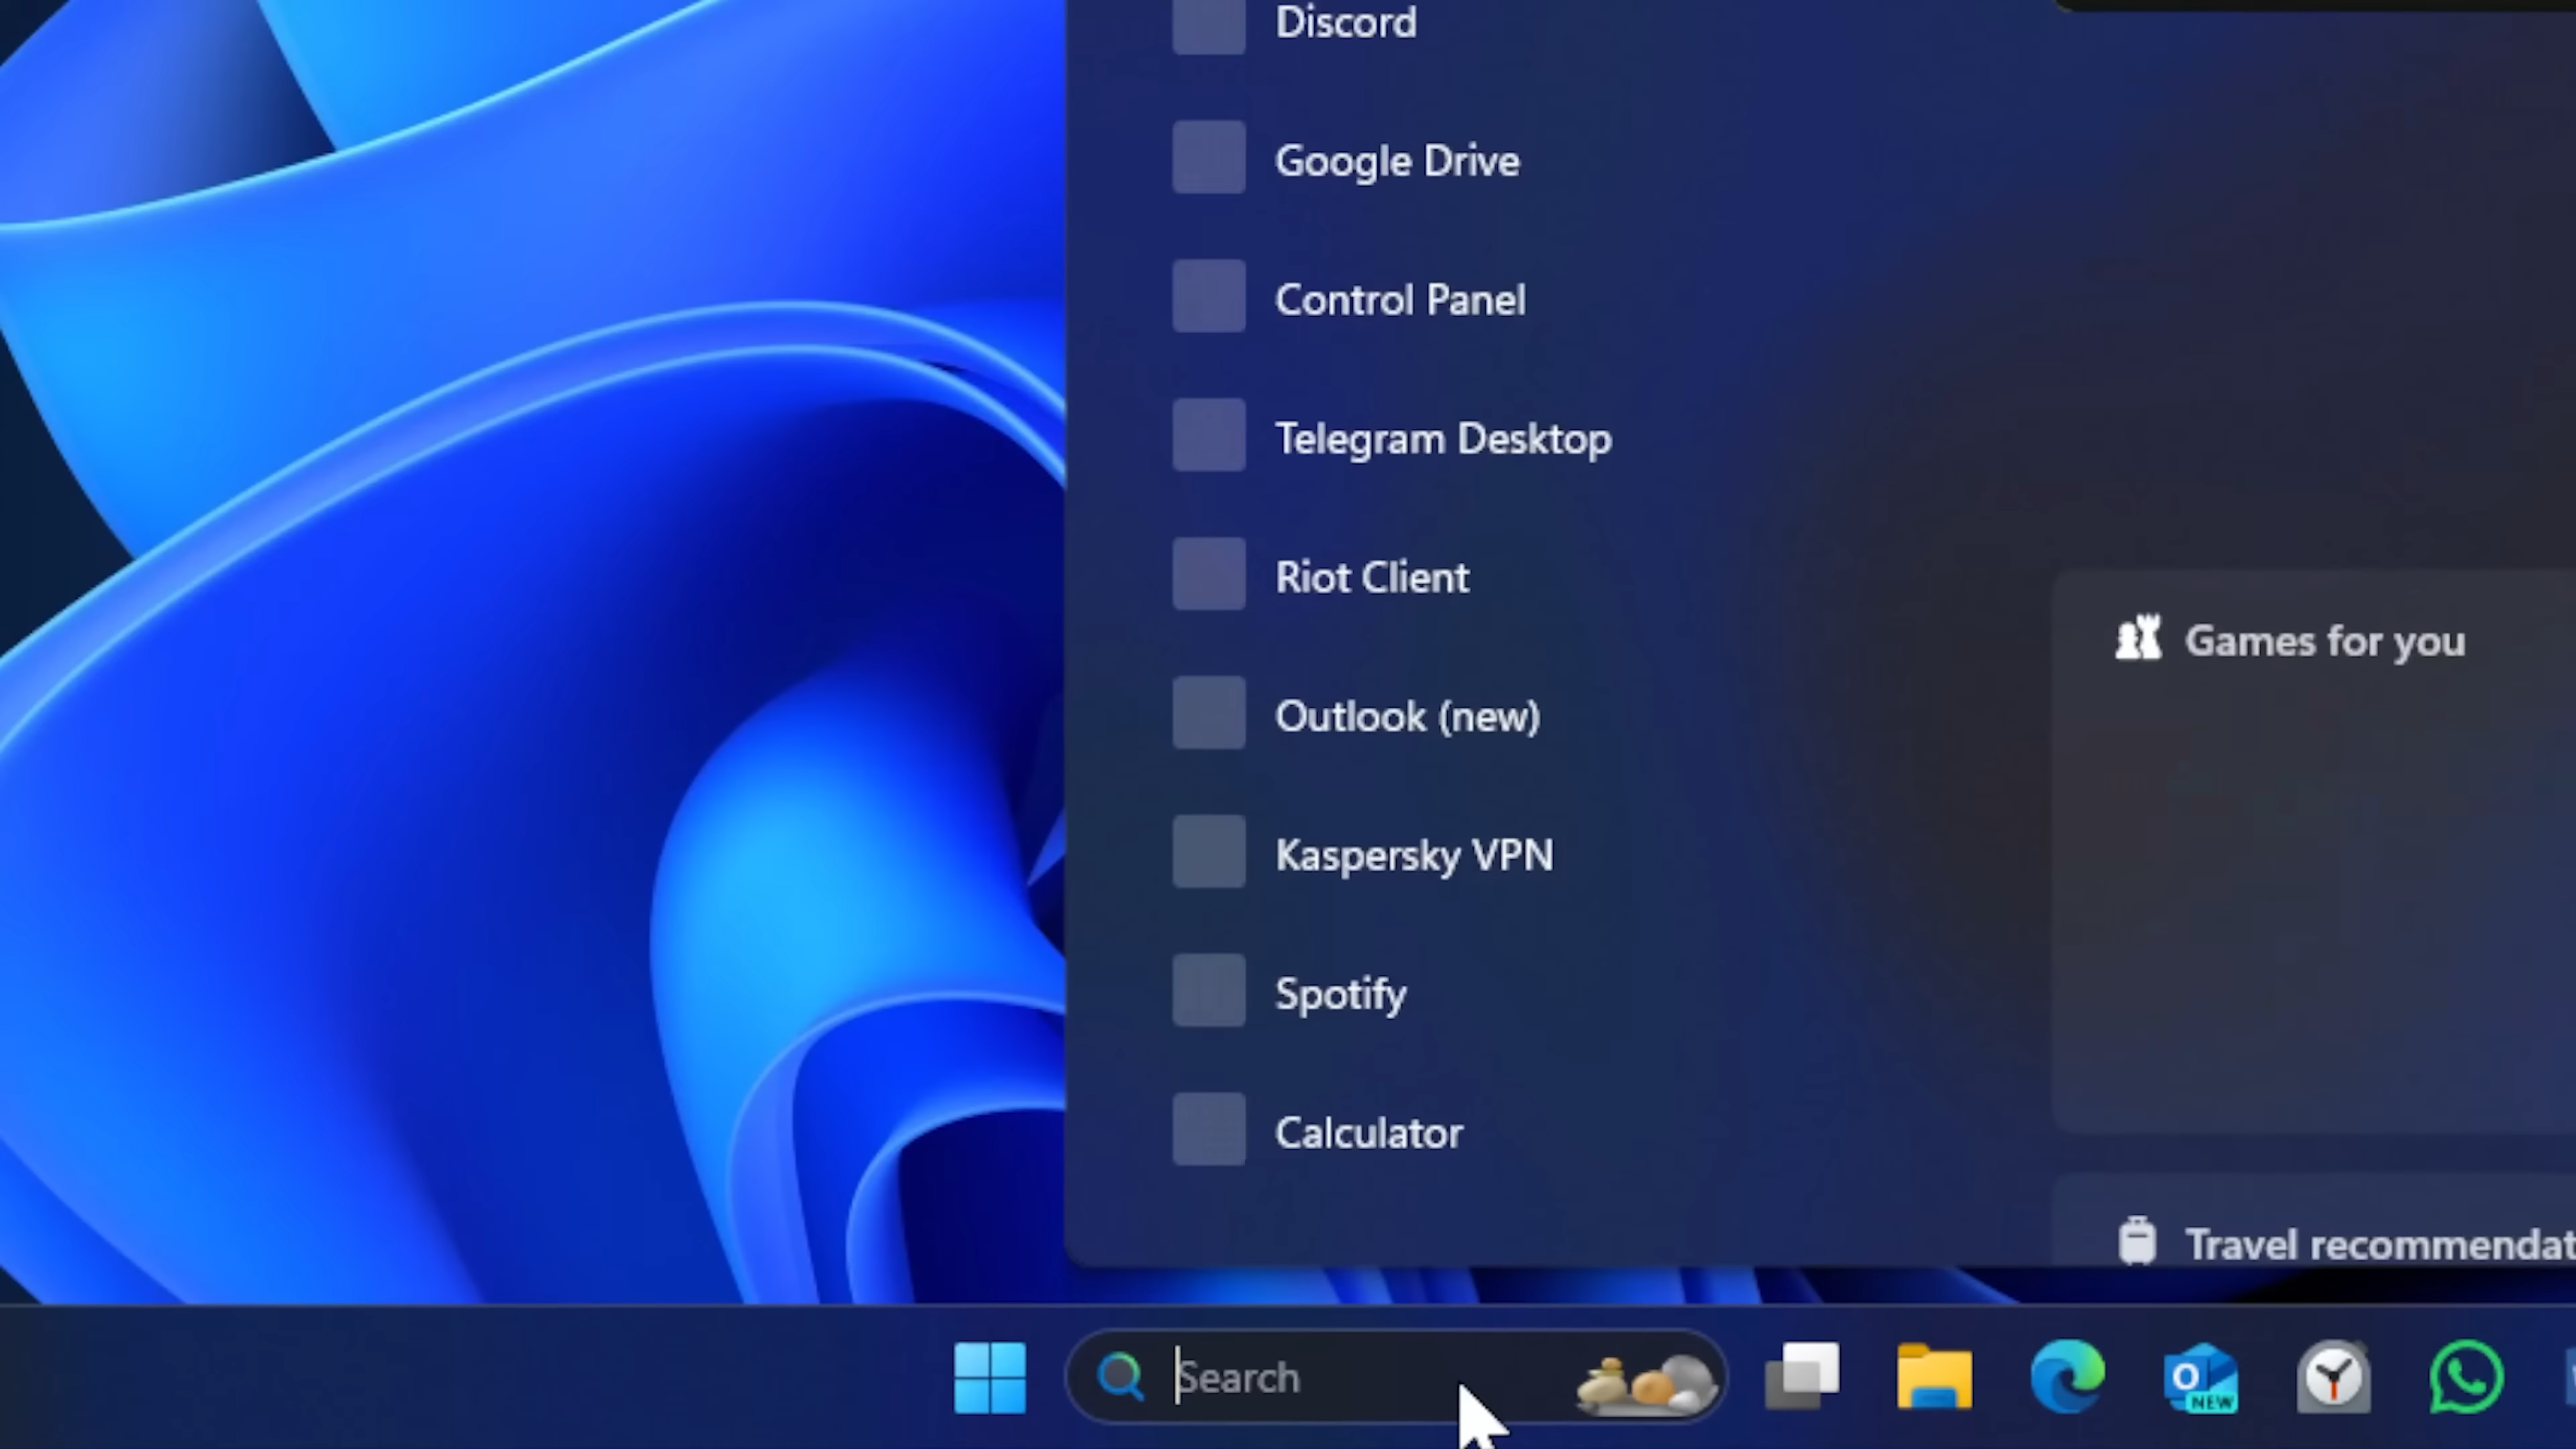 Discord
Google Drive
Control Panel
Telegram Desktop
Riot Client
Outlook (new)
Kaspersky VPN
Spotify
Calculator
Games for you
Travel recommendat
Search
O
NEW